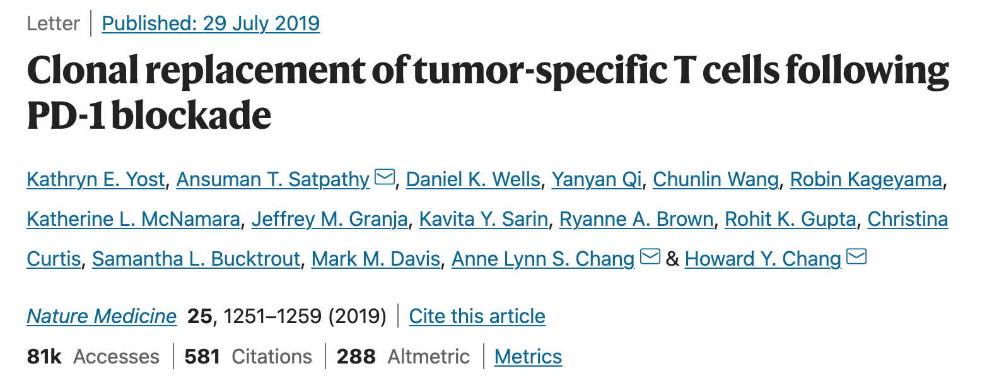 Letter | Published: 29 July 2019
Clonal replacement of tumor-specific T cells following
PD-1 blockade
Kathryn E. Yost, Ansuman T. Satpathy, Daniel K. Wells, Yanyan Qi, Chunlin Wang, Robin Kageyama,
Katherine L. McNamara, Jeffrey M. Granja, Kavita Y. Sarin, Ryanne A. Brown, Rohit K. Gupta, Christina
Curtis, Samantha L. Bucktrout, Mark M. Davis, Anne Lynn S. Chang & Howard Y. Chang
Nature Medicine 25, 1251–1259 (2019) | Cite this article
81k Accesses | 581 Citations | 288 Altmetric | Metrics